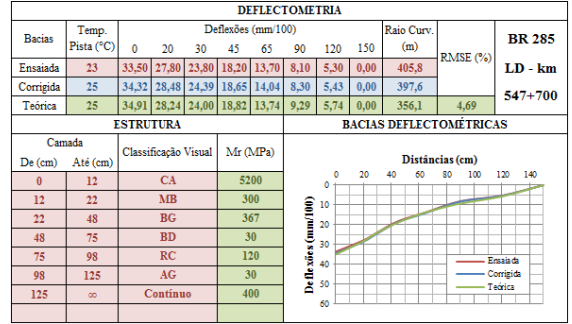 DEFLECTOMETRIA
Bacias Temp. Pista (°C) Deflexões (mm/100) Raio Curv. (m) RMSE (%) BR 285
0 20 30 45 65 90 120 150
Ensaiada 23 33,50 27,80 23,80 18,20 13,70 8,10 5,30 0,00 405,8 LD - km
Corrigida 25 34,32 28,48 24,39 18,65 14,04 8,30 5,43 0,00 397,6 547+700
Teórica 25 34,91 28,24 24,00 18,82 13,74 9,29 5,74 0,00 356,1 4,69
ESTRUTURA BACIAS DEFLECTOMÉTRICAS
Camada Classificação Visual Mr (MPa)
De (cm) Até (cm)
0 12 CA 5200
12 22 MB 300
22 48 BG 367
48 75 BD 30
75 98 RC 120
98 125 AG 30
125 ∞ Contínuo 400
Distâncias (cm)
0 20 40 60 80 100 120 140
Deflexões (mm/100)
0
10
20
30
40
50
60
Ensaiada
Corrigida
Teórica